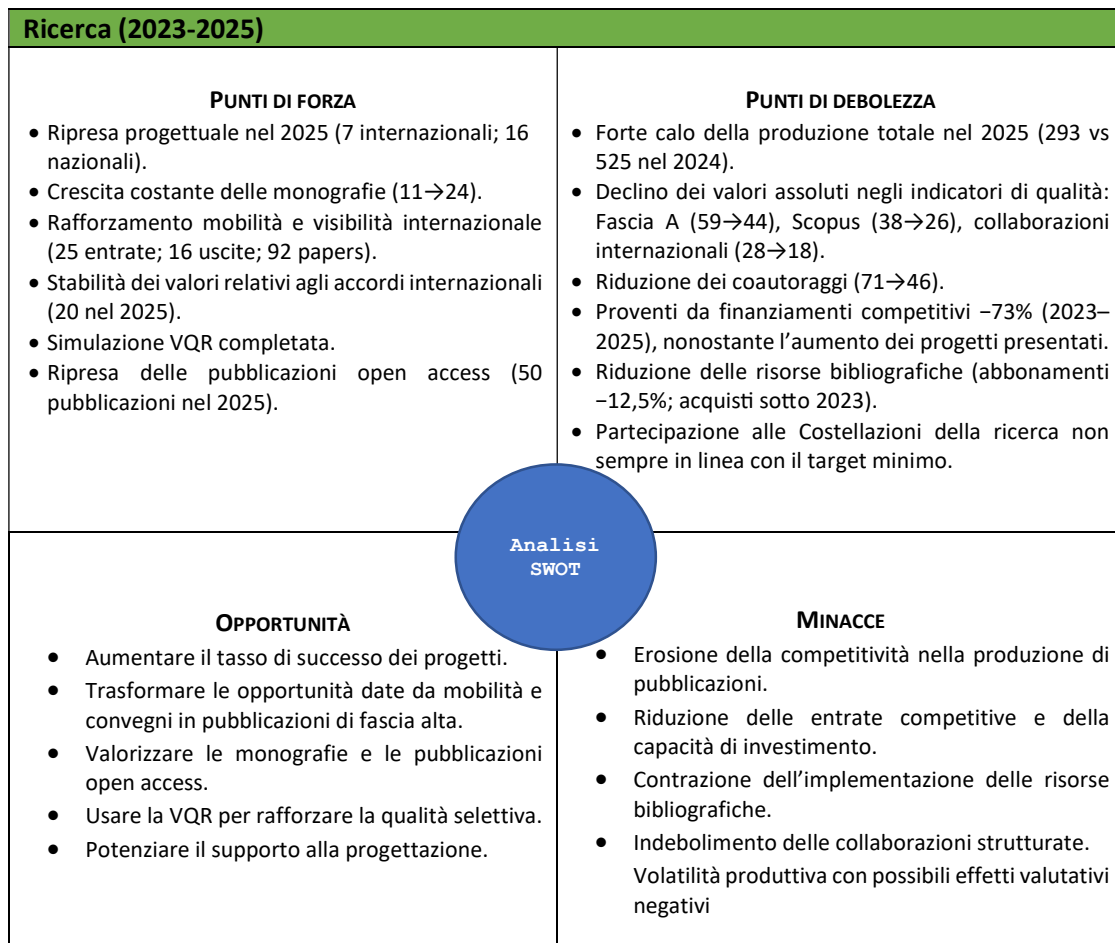 Ricerca (2023-2025)
PUNTI DI FORZA
• Ripresa progettuale nel 2025 (7 internazionali; 16
nazionali).
• Crescita costante delle monografie (11→24).
• Rafforzamento mobilità e visibilità internazionale
(25 entrate; 16 uscite; 92 papers).
• Stabilità dei valori relativi agli accordi internazionali
(20 nel 2025).
• Simulazione VQR completata.
• Ripresa delle pubblicazioni open access (50
pubblicazioni nel 2025).
PUNTI DI DEBOLEZZA
• Forte calo della produzione totale nel 2025 (293 vs
525 nel 2024).
• Declino dei valori assoluti negli indicatori di qualità:
Fascia A (59→44), Scopus (38→26), collaborazioni
internazionali (28→18).
• Riduzione dei coautoraggi (71→46).
• Proventi da finanziamenti competitivi −73% (2023–
2025), nonostante l’aumento dei progetti presentati.
• Riduzione delle risorse bibliografiche (abbonamenti
−12,5%; acquisti sotto 2023).
• Partecipazione alle Costellazioni della ricerca non
sempre in linea con il target minimo.
Analisi
SWOT
OPPORTUNITÀ
• Aumentare il tasso di successo dei progetti.
• Trasformare le opportunità date da mobilità e
convegni in pubblicazioni di fascia alta.
• Valorizzare le monografie e le pubblicazioni
open access.
• Usare la VQR per rafforzare la qualità selettiva.
• Potenziare il supporto alla progettazione.
MINACCE
• Erosione della competitività nella produzione di
pubblicazioni.
• Riduzione delle entrate competitive e della
capacità di investimento.
• Contrazione dell’implementazione delle risorse
bibliografiche.
• Indebolimento delle collaborazioni strutturate.
Volatilità produttiva con possibili effetti valutativi
negativi